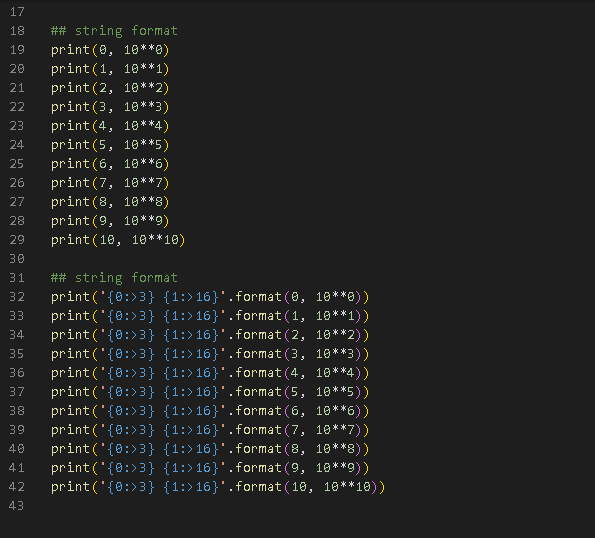 17
18 ## string format
19 print(0, 10**0)
20 print(1, 10**1)
21 print(2, 10**2)
22 print(3, 10**3)
23 print(4, 10**4)
24 print(5, 10**5)
25 print(6, 10**6)
26 print(7, 10**7)
27 print(8, 10**8)
28 print(9, 10**9)
29 print(10, 10**10)
30
31 ## string format
32 print('{0:>3} {1:>16}'.format(0, 10**0))
33 print('{0:>3} {1:>16}'.format(1, 10**1))
34 print('{0:>3} {1:>16}'.format(2, 10**2))
35 print('{0:>3} {1:>16}'.format(3, 10**3))
36 print('{0:>3} {1:>16}'.format(4, 10**4))
37 print('{0:>3} {1:>16}'.format(5, 10**5))
38 print('{0:>3} {1:>16}'.format(6, 10**6))
39 print('{0:>3} {1:>16}'.format(7, 10**7))
40 print('{0:>3} {1:>16}'.format(8, 10**8))
41 print('{0:>3} {1:>16}'.format(9, 10**9))
42 print('{0:>3} {1:>16}'.format(10, 10**10))
43